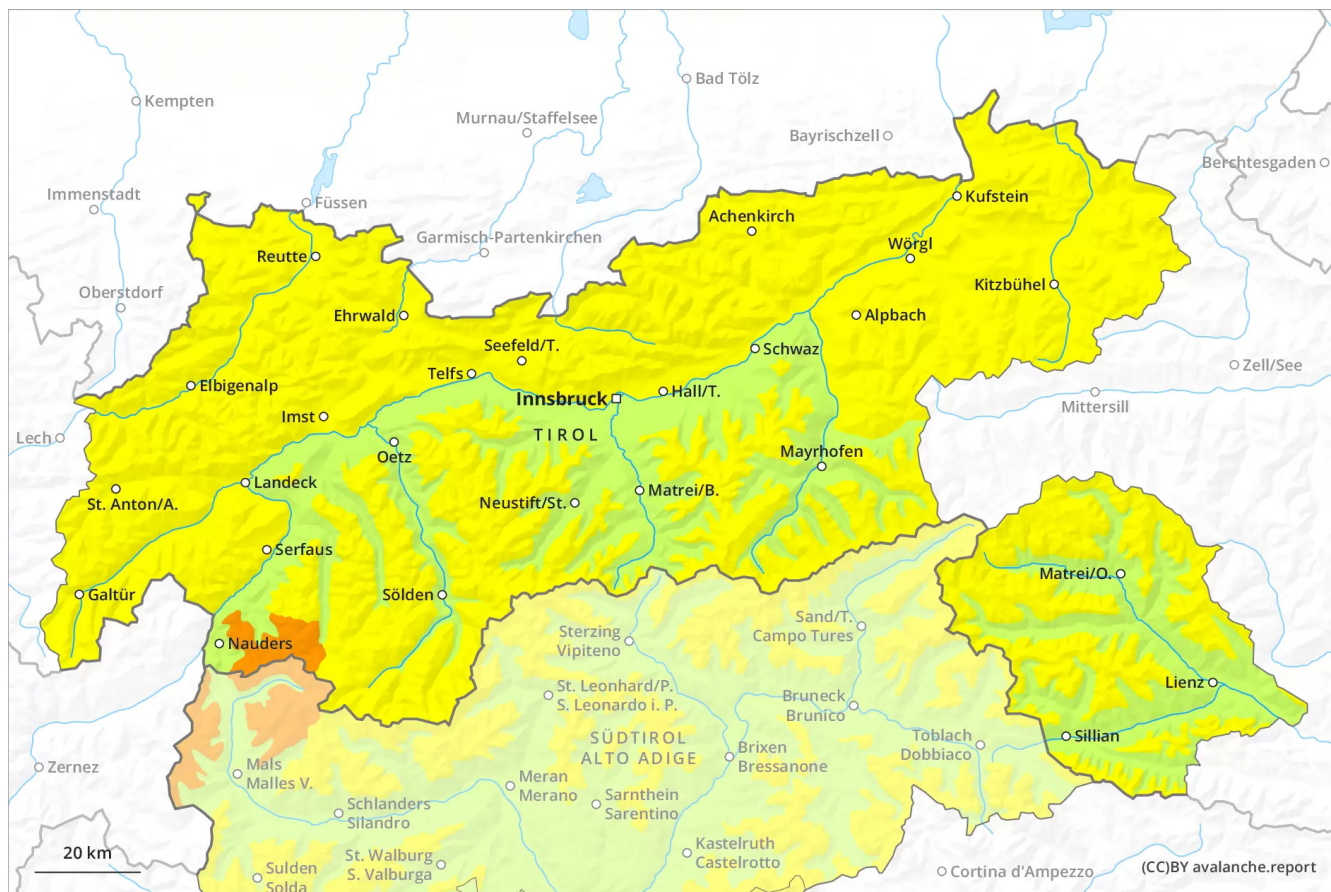 Kempten
Bad Tölz
Murnau/Staffelsee
Bayrischzell
Berchtesgaden
Immenstadt
Füssen
Kufstein
Achenkirch
Garmisch-Partenkirchen
Wörgl
Reutte
Oberstdorf
Kitzbühel
Ehrwald
Alpbach
Seefeld/T.
Schwaz
Zell/See
Telfs
Elbigenalp
Hall/T.
Innsbruck
Mittersill
Imst
TIROL
Lech
Oetz
Mayrhofen
Landeck
St. Anton/A.
Neustift/St.
Matrei/B.
Serfaus
Matrei/O.
Galtür
Sölden
Sand/T.
Campo Tures
Sterzing
Vipiteno
Nauders
Lienz
St. Leonhard/P.
S. Leonardo i. P.
Bruneck
Brunico
Toblach
Dobbiaco
Sillian
SÜDTIROL
ALTO ADIGE
Brixen
Bressanone
Zernez
Mals
Malles V.
Meran
Merano
Sarnthein
Sarentino
Schlanders
Silandro
20 km
St. Walburg
S. Valburga
Kastelruth
Castelrotto
Sulden
Solda
Cortina d'Ampezzo
(CC)BY avalanche.report